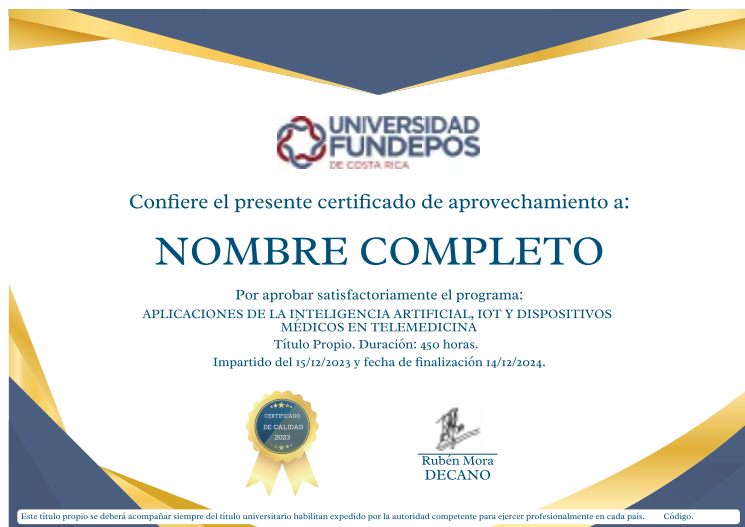 UNIVERSIDAD
FUNDEPOS
DE COSTA RICA
Confiere el presente certificado de aprovechamiento a:
NOMBRE COMPLETO
Por aprobar satisfactoriamente el programa:
APLICACIONES DE LA INTELIGENCIA ARTIFICIAL, IOT Y DISPOSITIVOS
MÉDICOS EN TELEMEDICINA
Título Propio. Duración: 450 horas.
Impartido del 15/12/2023 y fecha de finalización 14/12/2024.
CERTIFICADO
DE CALIDAD
2023
Rubén Mora
DECANO
Este título propio se deberá acompañar siempre del título universitario habilitan expedido por la autoridad competente para ejercer profesionalmente en cada país. Código.